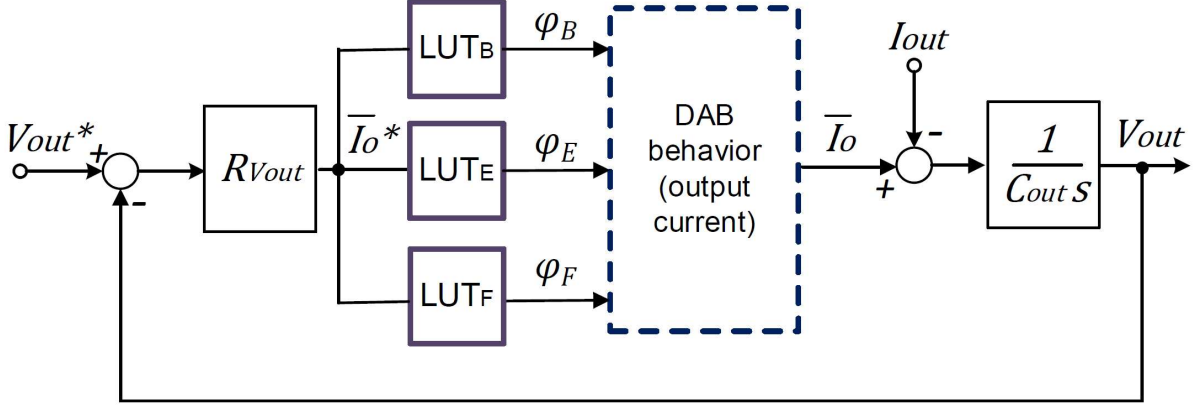 Vout*
+
-
RVout
Io*
LUTB
φB
LUTE
φE
LUTF
φF
DAB
behavior
(output
current)
Io
+
Iout
-
1
Cout s
Vout